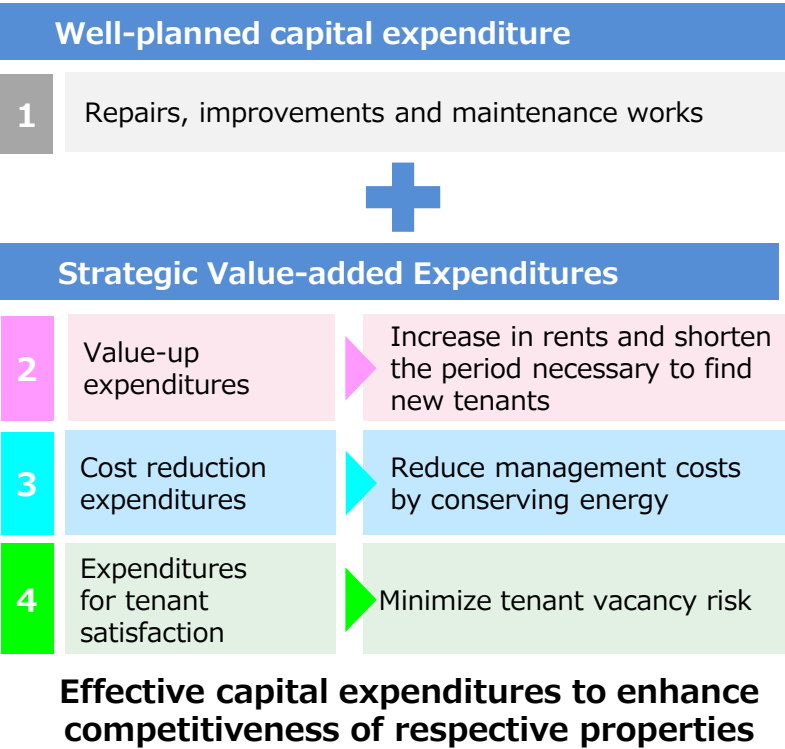 Well-planned capital expenditure
1
Repairs, improvements and maintenance works
Strategic Value-added Expenditures
2
Value-up
expenditures
Increase in rents and shorten
the period necessary to find
new tenants
3
Cost reduction
expenditures
Reduce management costs
by conserving energy
4
Expenditures
for tenant
satisfaction
Minimize tenant vacancy risk
Effective capital expenditures to enhance
competitiveness of respective properties